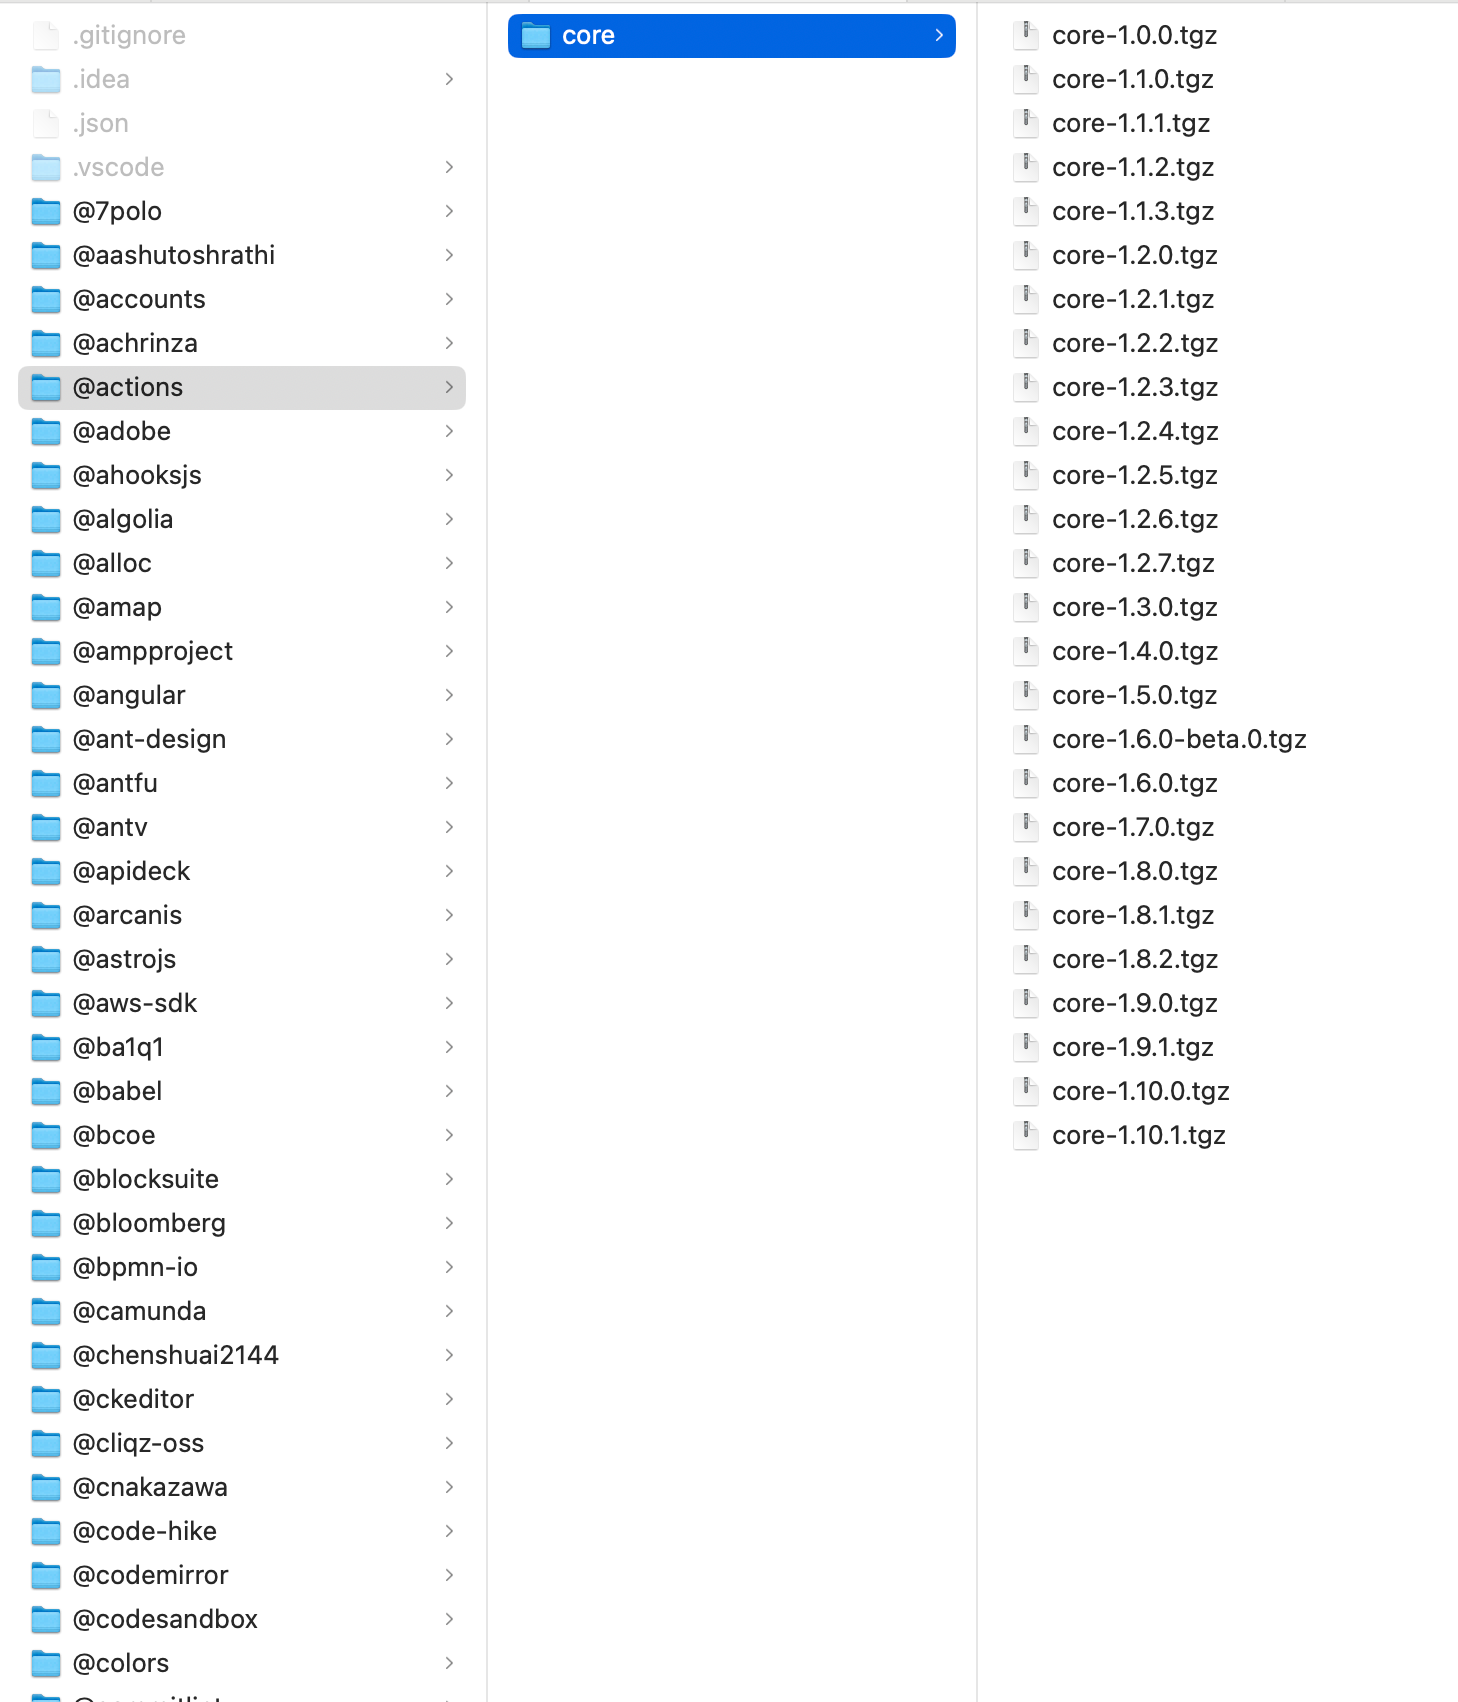 .gitignore
.idea
.json
.vscode
@7polo
@aashutoshrathi
@accounts
@achrinza
@actions
@adobe
@ahooksjs
@algolia
@alloc
@amap
@ampproject
@angular
@ant-design
@antfu
@antv
@apideck
@arcanis
@astrojs
@aws-sdk
@ba1q1
@babel
@bcoe
@blocksuite
@bloomberg
@bpmn-io
@camunda
@chenshuai2144
@ckeditor
@cliqz-oss
@cnakazawa
@code-hike
@codemirror
@codesandbox
@colors
core
core-1.0.0.tgz
core-1.1.0.tgz
core-1.1.1.tgz
core-1.1.2.tgz
core-1.1.3.tgz
core-1.2.0.tgz
core-1.2.1.tgz
core-1.2.2.tgz
core-1.2.3.tgz
core-1.2.4.tgz
core-1.2.5.tgz
core-1.2.6.tgz
core-1.2.7.tgz
core-1.3.0.tgz
core-1.4.0.tgz
core-1.5.0.tgz
core-1.6.0-beta.0.tgz
core-1.6.0.tgz
core-1.7.0.tgz
core-1.8.0.tgz
core-1.8.1.tgz
core-1.8.2.tgz
core-1.9.0.tgz
core-1.9.1.tgz
core-1.10.0.tgz
core-1.10.1.tgz